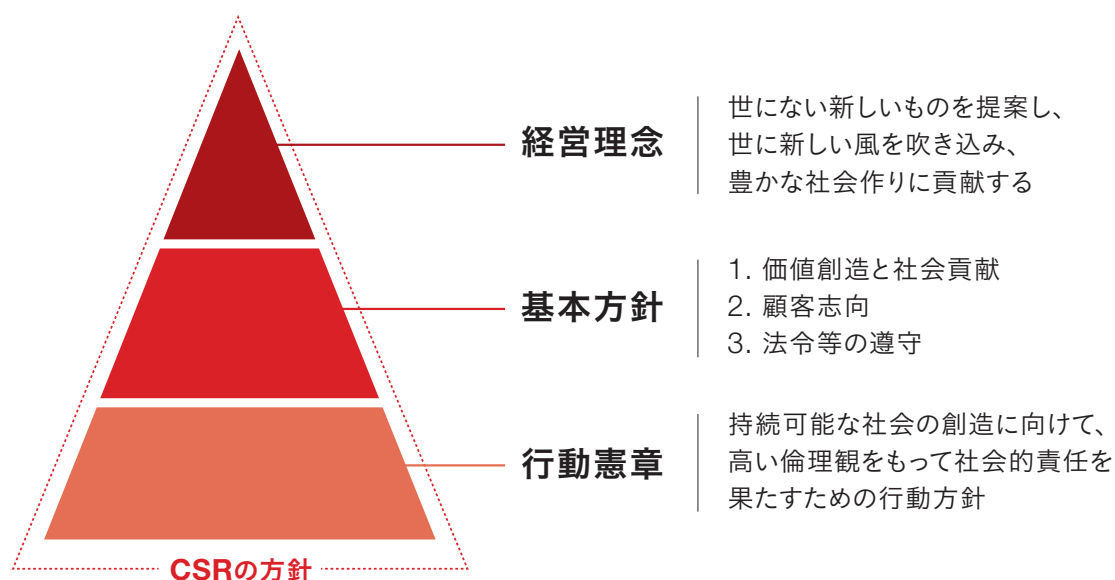 経営理念
世にない新しいものを提案し、
世に新しい風を吹き込み、
豊かな社会作りに貢献する
基本方針
1. 価値創造と社会貢献
2. 顧客志向
3. 法令等の遵守
行動憲章
持続可能な社会の創造に向けて、
高い倫理観をもって社会的責任を
果たすための行動方針
CSRの方針